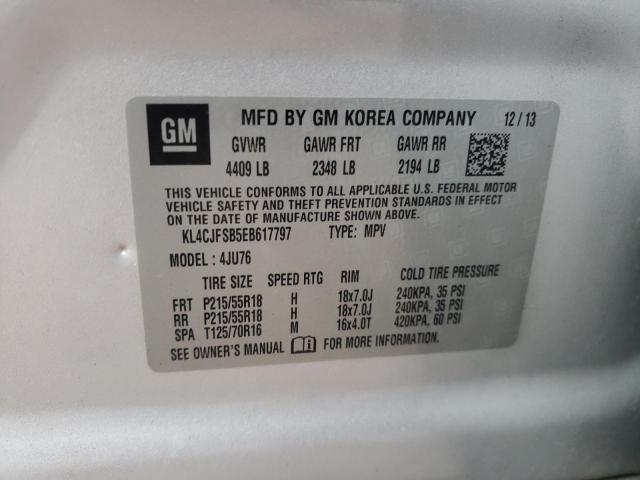 GM
MFD BY GM KOREA COMPANY 12 / 13
GVWR GAWR FRT GAWR RR
4409 LB 2348 LB 2194 LB
THIS VEHICLE CONFORMS TO ALL APPLICABLE U.S. FEDERAL MOTOR
VEHICLE SAFETY AND THEFT PREVENTION STANDARDS IN EFFECT
ON THE DATE OF MANUFACTURE SHOWN ABOVE.
KL4CJFSB5EB617797 TYPE: MPV
MODEL : 4JU76
TIRE SIZE SPEED RTG RIM COLD TIRE PRESSURE
FRT P215/55R18 H 18x7.0J 240KPA, 35 PSI
RR P215/55R18 H 18x7.0J 240KPA, 35 PSI
SPA T125/70R16 M 16x4.0T 420KPA, 60 PSI
SEE OWNER'S MANUAL FOR MORE INFORMATION.